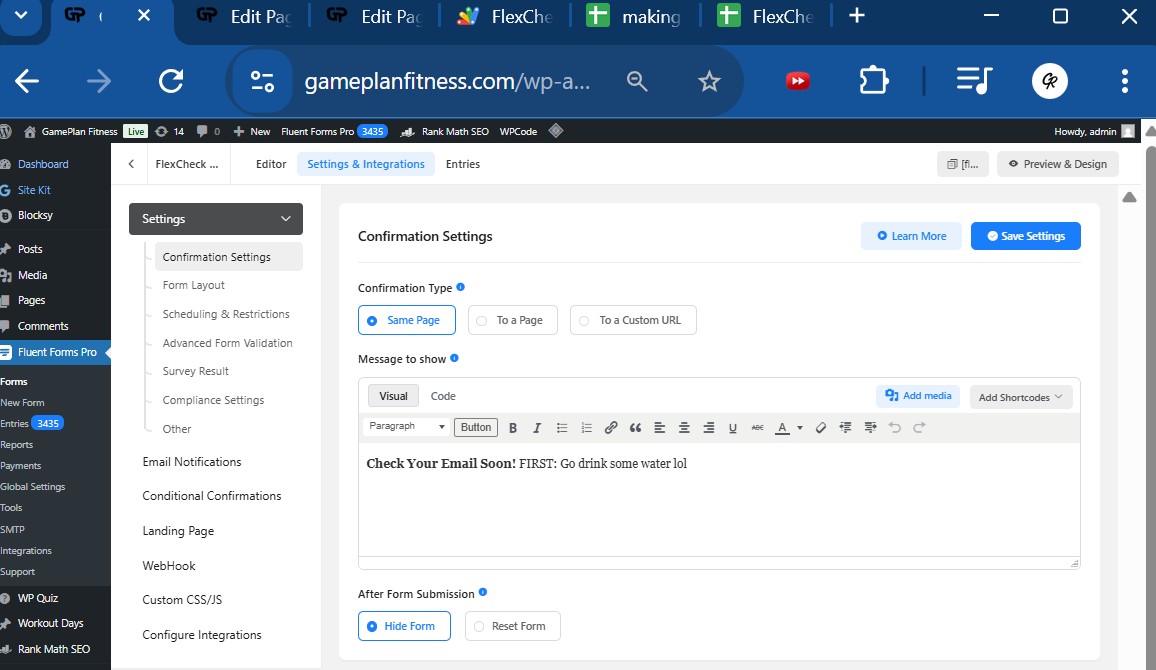 Edit Pag
Edit Pag
FlexChe
making
FlexChe
gameplanfitness.com/wp-a...
GamePlan Fitness Live 14 0 New Fluent Forms Pro 3435 Rank Math SEO WPCode Howdy, admin
Dashboard
Site Kit
Blocksy
Posts
Media
Pages
Comments
Fluent Forms Pro
Forms
New Form
Entries 3435
Reports
Payments
Global Settings
Tools
SMTP
Integrations
Support
WP Quiz
Workout Days
Rank Math SEO
FlexCheck ... Editor Settings & Integrations Entries [fl... Preview & Design
Settings
Confirmation Settings
Form Layout
Scheduling & Restrictions
Advanced Form Validation
Survey Result
Compliance Settings
Other
Email Notifications
Conditional Confirmations
Landing Page
WebHook
Custom CSS/JS
Configure Integrations
Confirmation Settings Learn More Save Settings
Confirmation Type
Same Page To a Page To a Custom URL
Message to show
Visual Code Add media Add Shortcodes
Paragraph Button B I U ABC A
Check Your Email Soon! FIRST: Go drink some water lol
After Form Submission
Hide Form Reset Form